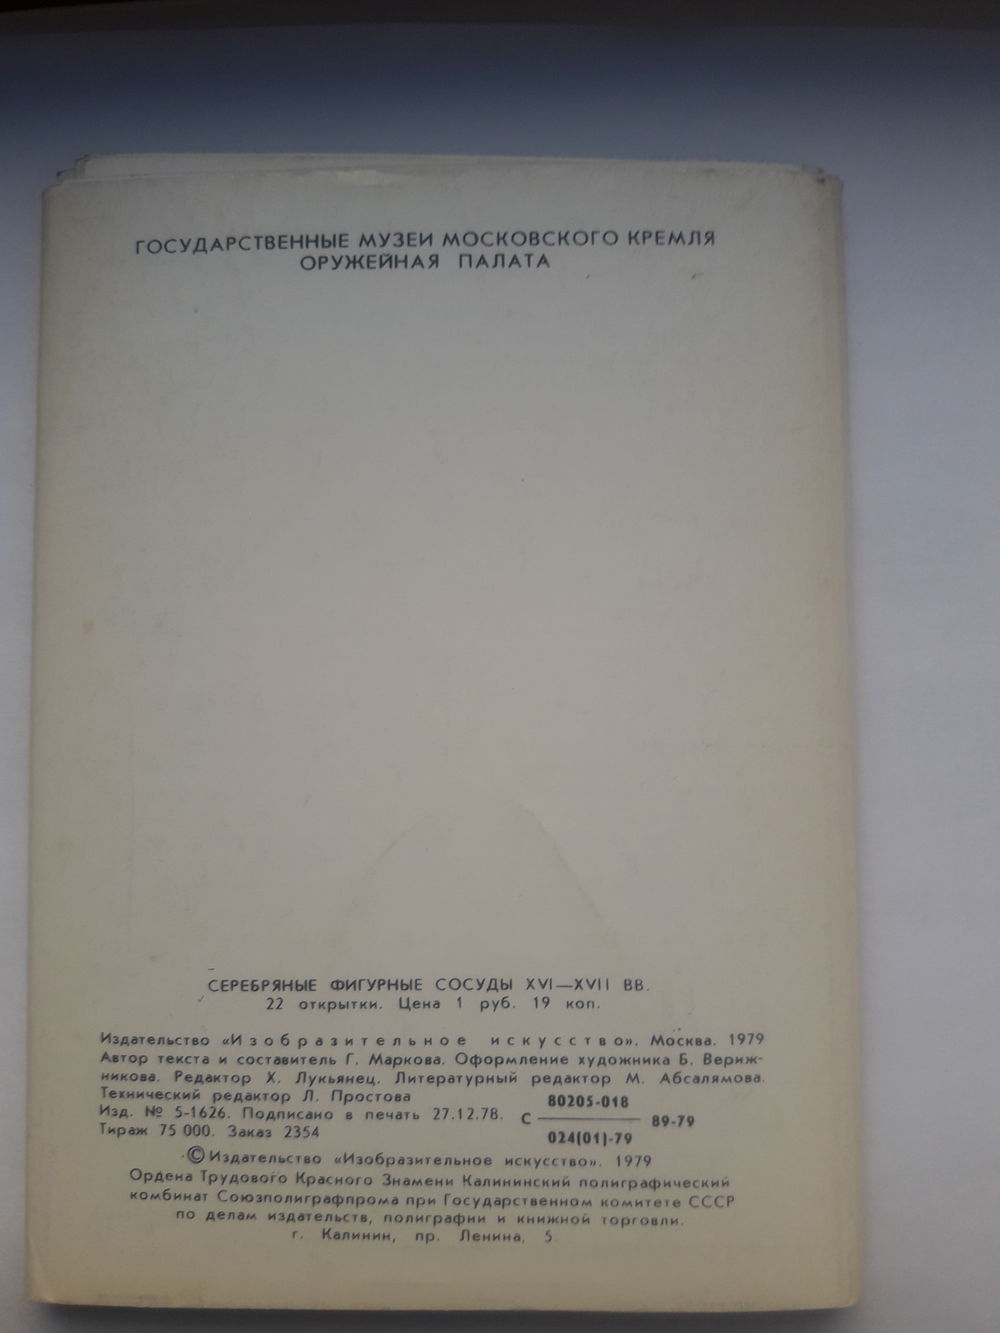 ГОСУДАРСТВЕННЫЕ МУЗЕИ МОСКОВСКОГО КРЕМЛЯ
ОРУЖЕЙНАЯ ПАЛАТА
СЕРЕБРЯНЫЕ ФИГУРНЫЕ СОСУДЫ XVI—XVII ВВ.
22 открытки. Цена 1 руб. 19 коп.
Издательство «Изобразительное искусство». Москва. 1979
Автор текста и составитель Г. Маркова. Оформление художника Б. Вериж-
никова. Редактор Х. Лукьянец. Литературный редактор М. Абсалямова.
Технический редактор Л. Простова
Изд. № 5-1626. Подписано в печать 27.12.78.
Тираж 75 000. Заказ 2354
80205-018
С ——— 89-79
024(01)-79
© Издательство «Изобразительное искусство». 1979
Ордена Трудового Красного Знамени Калининский полиграфический
комбинат Союзполиграфпрома при Государственном комитете СССР
по делам издательств, полиграфии и книжной торговли.
г. Калинин, пр. Ленина, 5